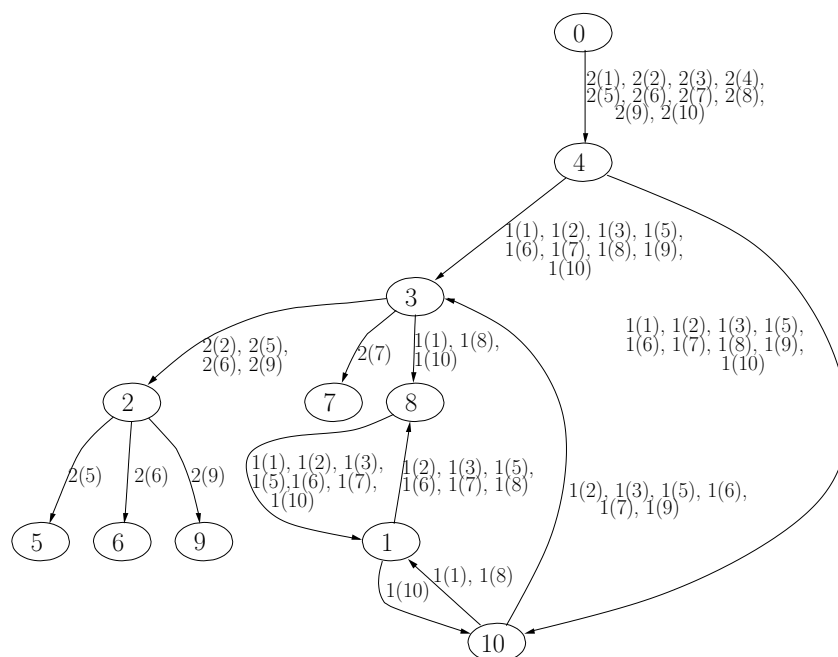 0
2(1), 2(2), 2(3), 2(4),
2(5), 2(6), 2(7), 2(8),
2(9), 2(10)
4
1(1), 1(2), 1(3), 1(5),
1(6), 1(7), 1(8), 1(9),
1(10)
3
1(1), 1(2), 1(3), 1(5),
1(6), 1(7), 1(8), 1(9),
1(10)
2(2), 2(5),
2(6), 2(9)
2(7)
1(1), 1(8),
1(10)
2
7
8
2(5)
2(6)
2(9)
1(1), 1(2), 1(3),
1(5),1(6), 1(7),
1(10)
1(2), 1(3), 1(5),
1(6), 1(7), 1(8)
1(2), 1(3), 1(5), 1(6),
1(7), 1(9)
5
6
9
1
1(10)
1(1), 1(8)
10